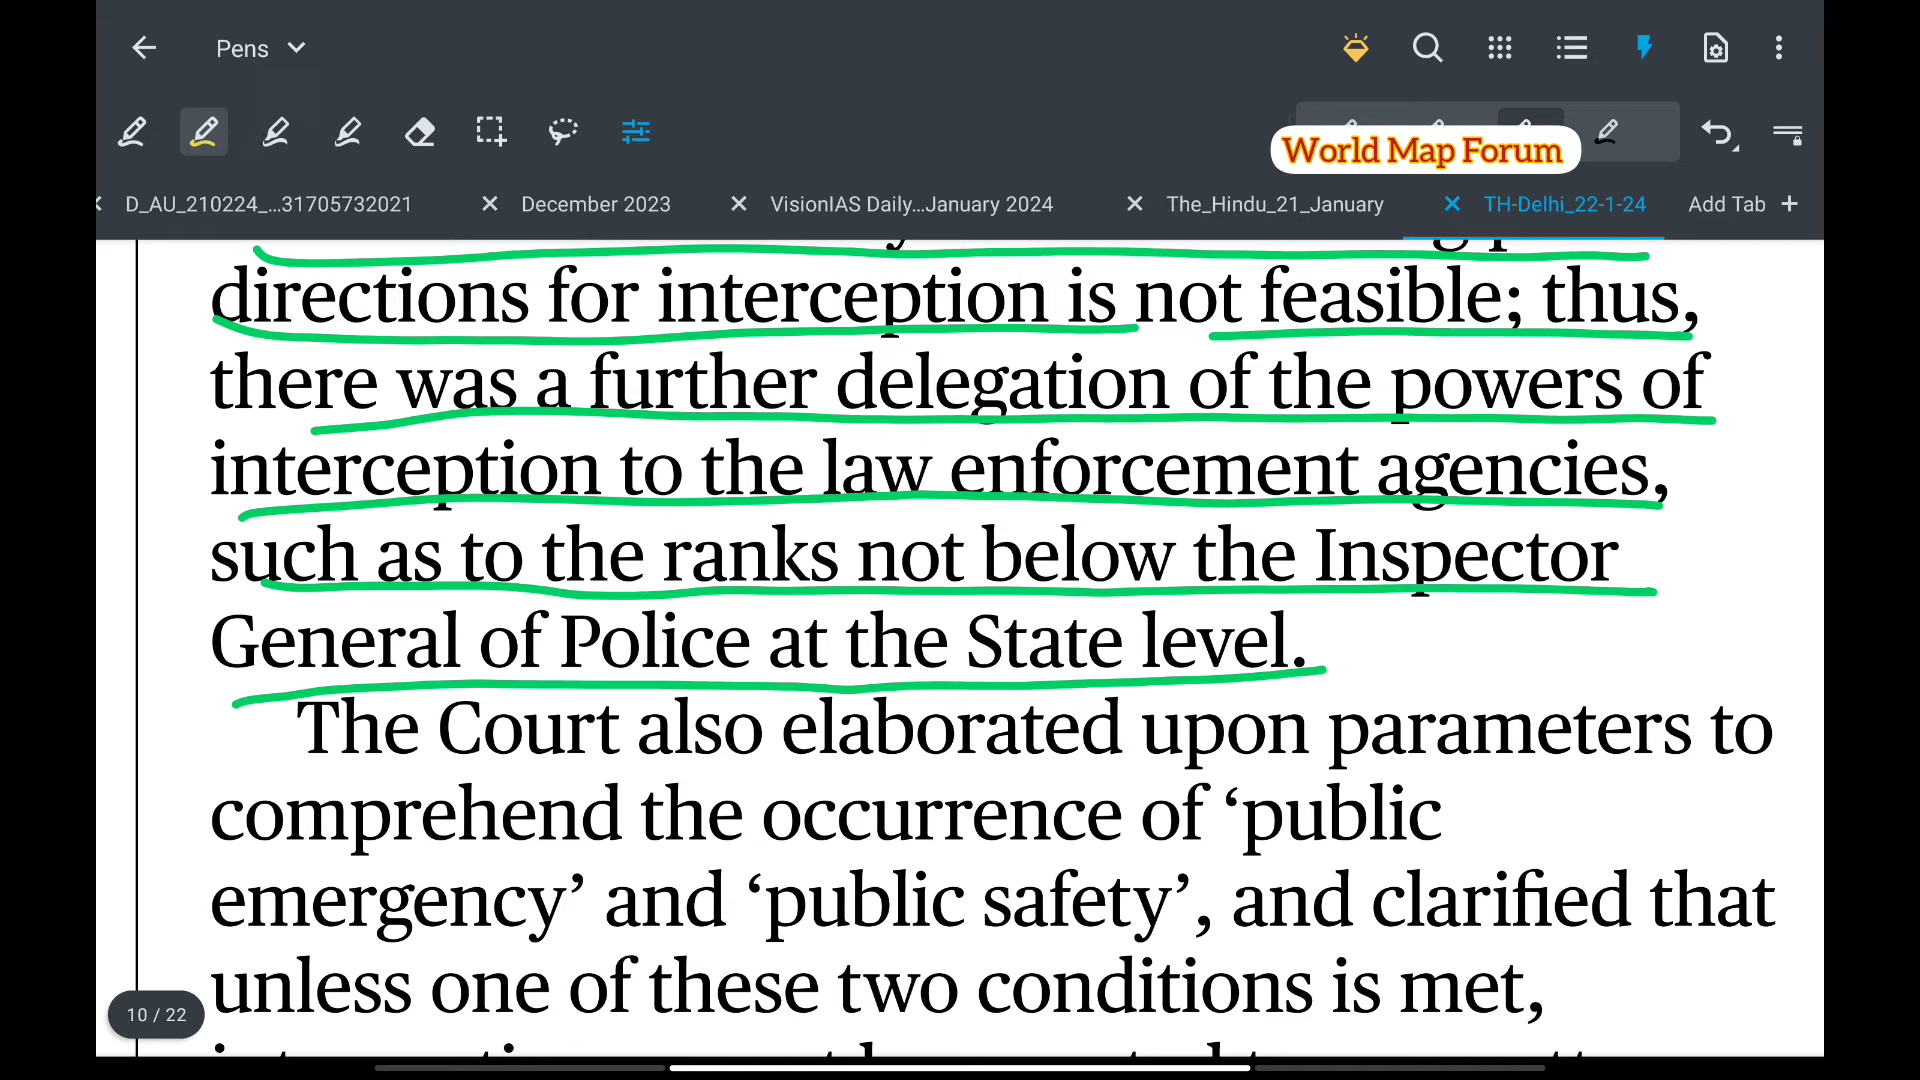 Pens
World Map Forum
D_AU_210224_...31705732021
December 2023
VisionIAS Daily...January 2024
The_Hindu_21_January
TH-Delhi_22-1-24
Add Tab
directions for interception is not feasible; thus,
there was a further delegation of the powers of
interception to the law enforcement agencies,
such as to the ranks not below the Inspector
General of Police at the State level.
The Court also elaborated upon parameters to
comprehend the occurrence of ‘public
emergency’ and ‘public safety’, and clarified that
unless one of these two conditions is met,
10 / 22